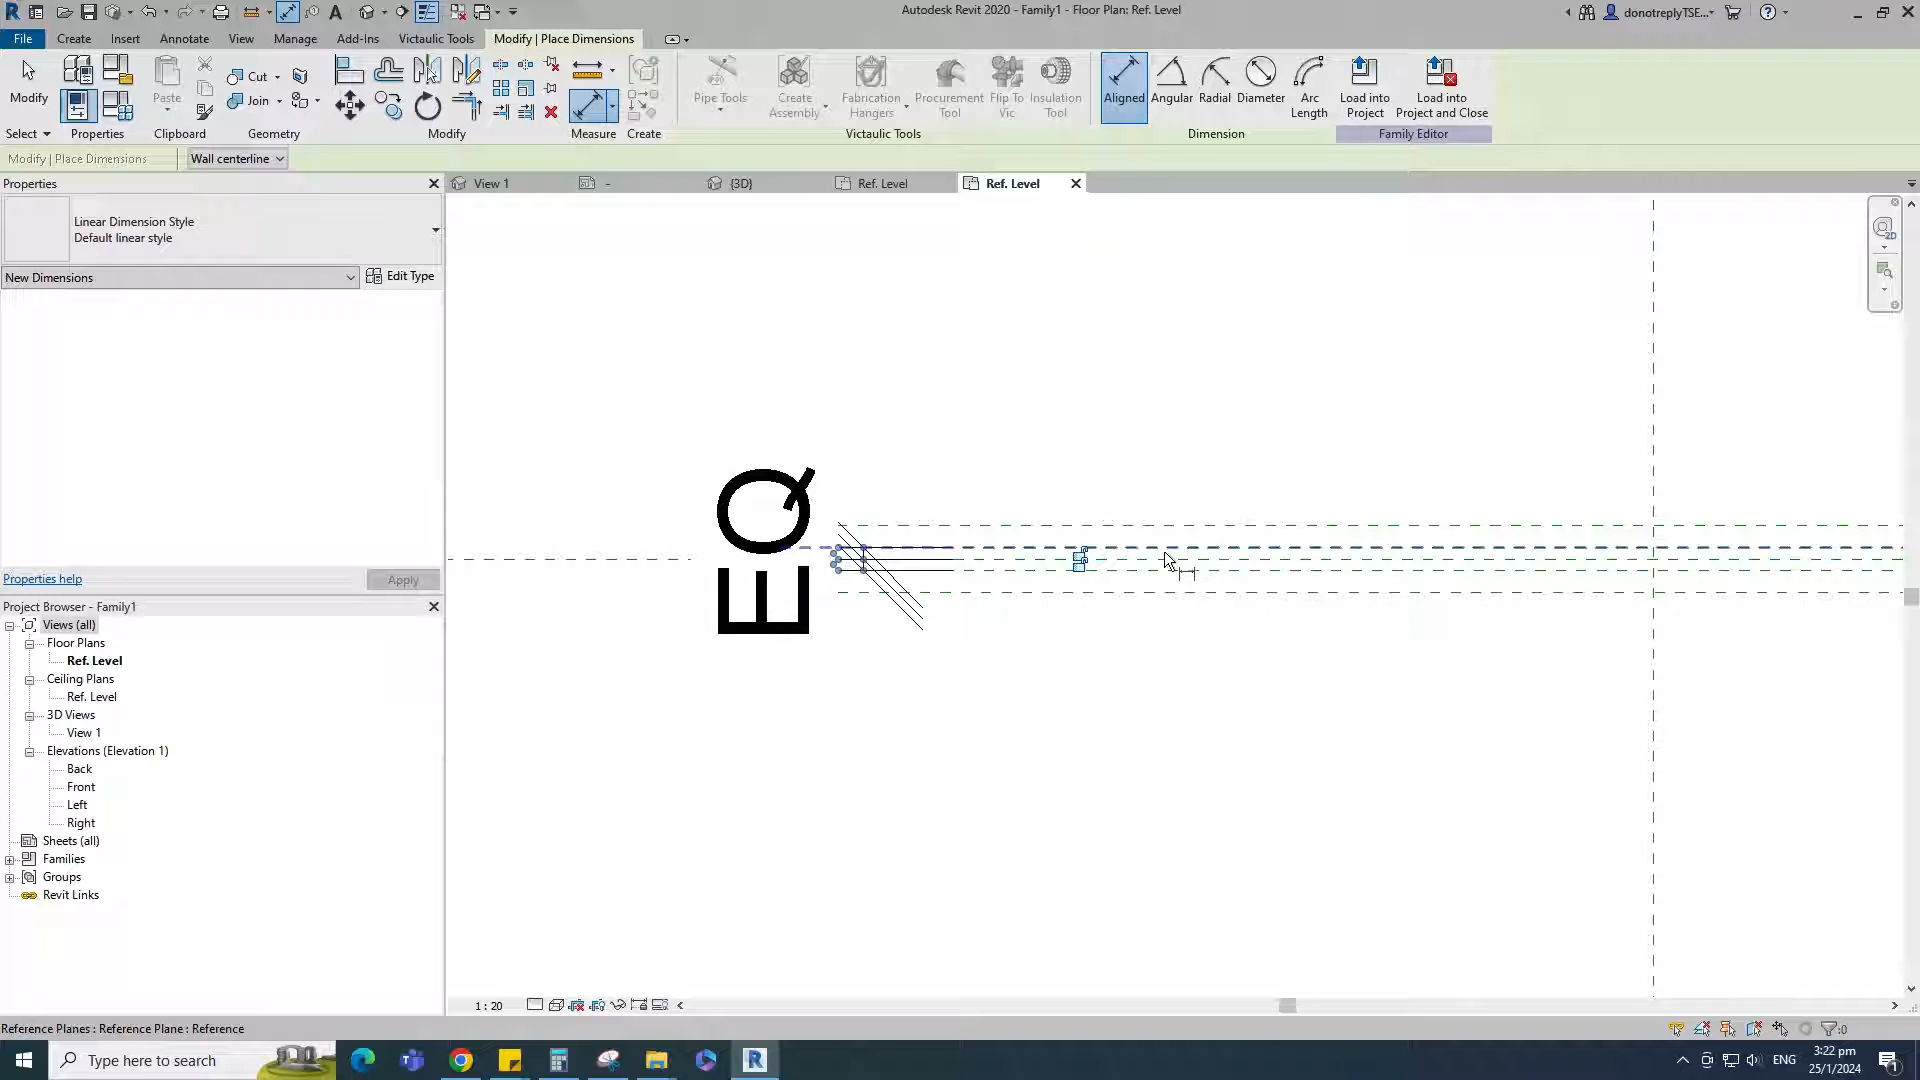 Autodesk Revit 2020 - Family1 - Floor Plan: Ref. Level
donotreplyTSE...
File Create Insert Annotate View Manage Add-Ins Victaulic Tools Modify | Place Dimensions
Modify
Paste
Cut
Join
Pipe Tools
Create Assembly
Fabrication Hangers
Procurement Tool
Flip To Vic
Insulation Tool
Aligned
Angular
Radial
Diameter
Arc Length
Load into Project
Load into Project and Close
Select Properties Clipboard Geometry Modify Measure Create Victaulic Tools Dimension Family Editor
Modify | Place Dimensions Wall centerline
Properties
View 1
-
{3D}
Ref. Level
Ref. Level
Linear Dimension Style
Default linear style
New Dimensions
Edit Type
EQ
2D
Properties help
Apply
Project Browser - Family1
Views (all)
Floor Plans
Ref. Level
Ceiling Plans
Ref. Level
3D Views
View 1
Elevations (Elevation 1)
Back
Front
Left
Right
Sheets (all)
Families
Groups
Revit Links
1 : 20
Reference Planes : Reference Plane : Reference
:0
Type here to search
ENG
3:22 pm
25/1/2024
1